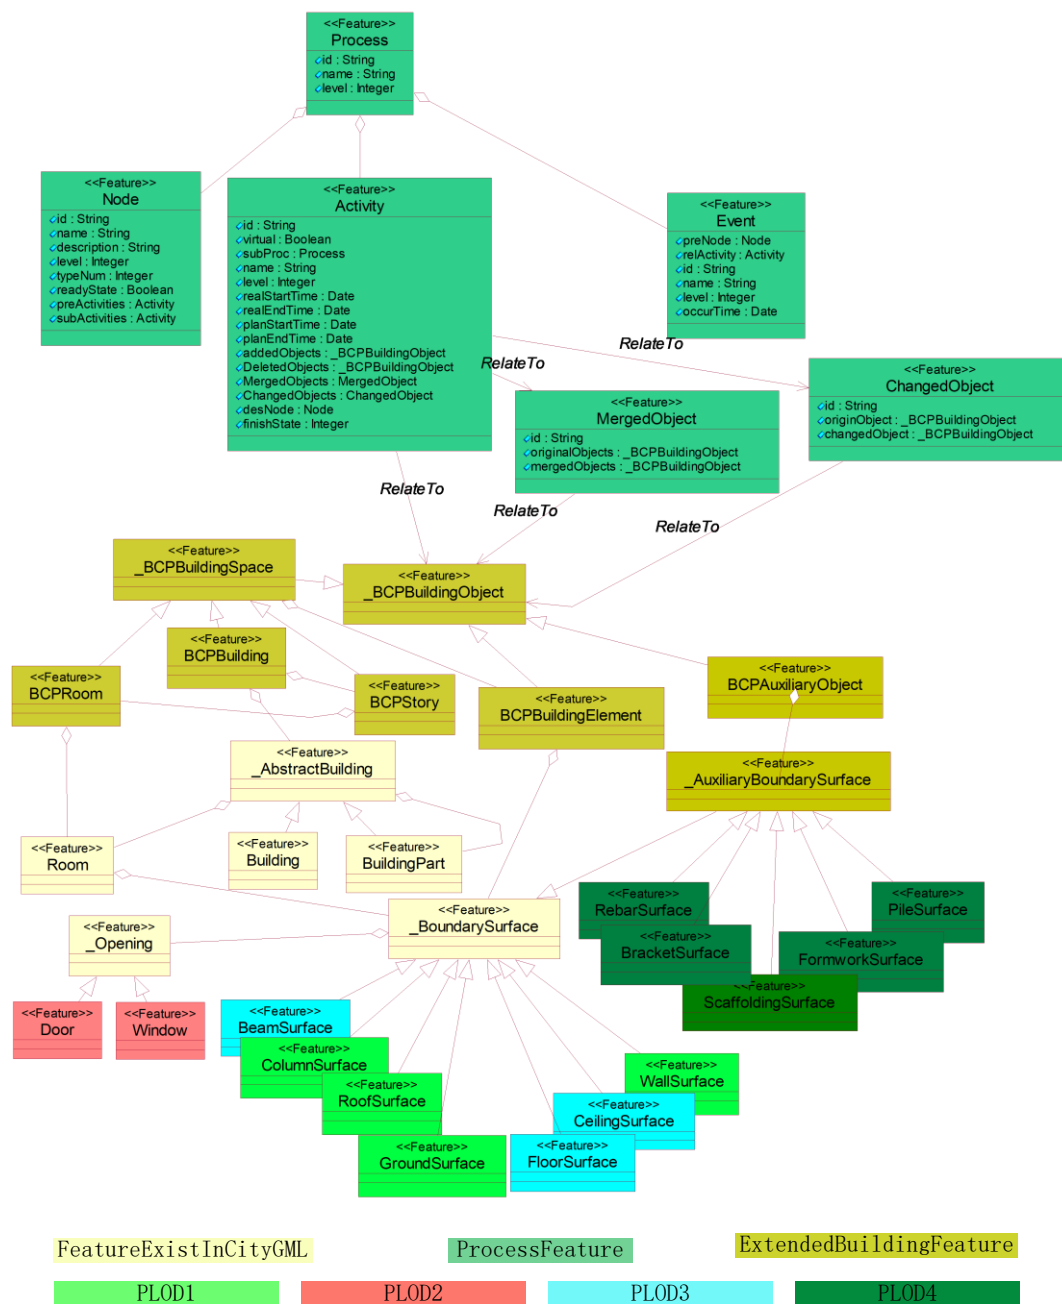 <<Feature>>
Process
id : String
name : String
level : Integer
<<Feature>>
Node
id : String
name : String
description : String
level : Integer
typeNum : Integer
readyState : Boolean
preActivities : Activity
subActivities : Activity
<<Feature>>
Activity
id : String
virtual : Boolean
subProc : Process
name : String
level : Integer
realStartTime : Date
realEndTime : Date
planStartTime : Date
planEndTime : Date
addedObjects : _BCPBuildingObject
DeletedObjects : _BCPBuildingObject
MergedObjects : MergedObject
ChangedObjects : ChangedObject
desNode : Node
finishState : Integer
<<Feature>>
Event
preNode : Node
relActivity : Activity
id : String
name : String
level : Integer
occurTime : Date
RelateTo
RelateTo
<<Feature>>
ChangedObject
id : String
originObject : _BCPBuildingObject
changedObject : _BCPBuildingObject
<<Feature>>
MergedObject
id : String
originalObjects : _BCPBuildingObject
mergedObjects : _BCPBuildingObject
RelateTo
RelateTo
RelateTo
<<Feature>>
_BCPBuildingSpace
<<Feature>>
_BCPBuildingObject
<<Feature>>
BCPBuilding
<<Feature>>
BCPRoom
<<Feature>>
BCPStory
<<Feature>>
BCPBuildingElement
<<Feature>>
BCPAuxiliaryObject
<<Feature>>
_AbstractBuilding
<<Feature>>
_AuxiliaryBoundarySurface
<<Feature>>
Room
<<Feature>>
Building
<<Feature>>
BuildingPart
<<Feature>>
_BoundarySurface
<<Feature>>
_Opening
<<Feature>>
RebarSurface
<<Feature>>
PileSurface
<<Feature>>
BracketSurface
<<Feature>>
FormworkSurface
<<Feature>>
ScaffoldingSurface
<<Feature>>
Door
<<Feature>>
Window
<<Feature>>
BeamSurface
<<Feature>>
ColumnSurface
<<Feature>>
RoofSurface
<<Feature>>
GroundSurface
<<Feature>>
WallSurface
<<Feature>>
CeilingSurface
<<Feature>>
FloorSurface
FeatureExistInCityGML
ProcessFeature
ExtendedBuildingFeature
PLOD1
PLOD2
PLOD3
PLOD4